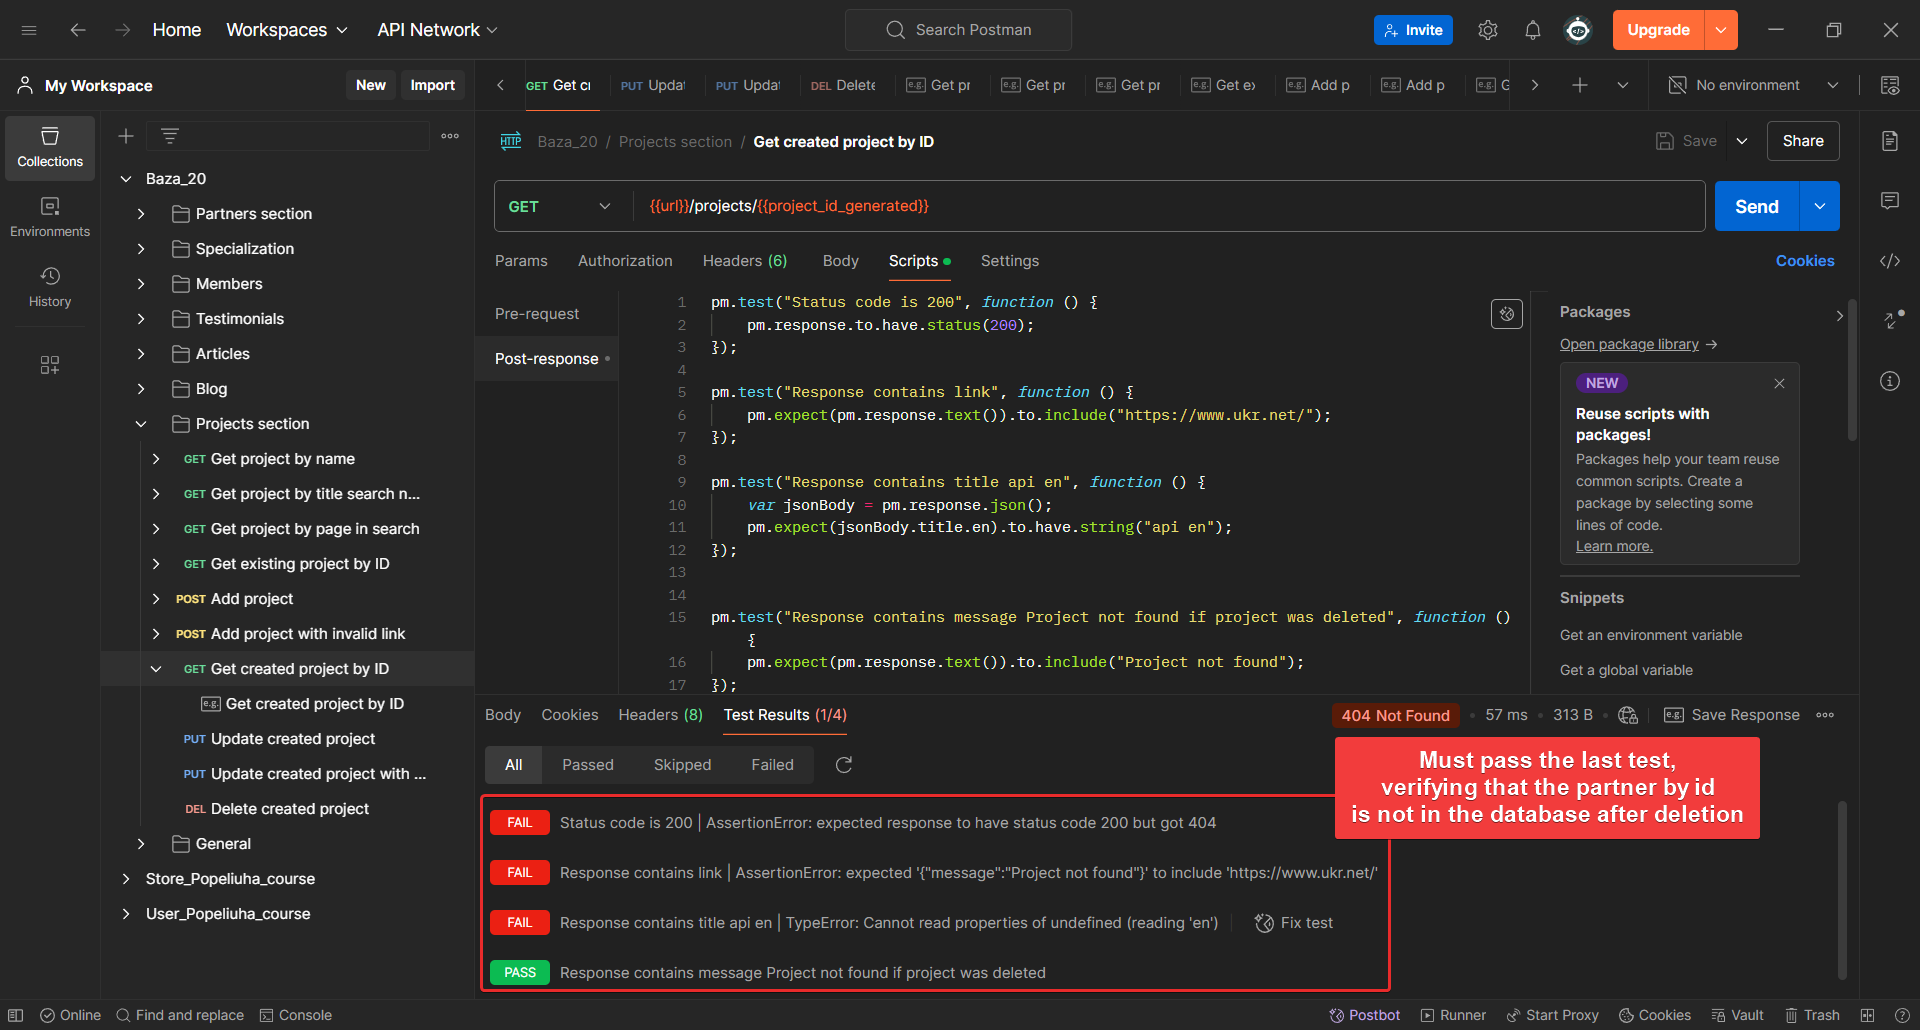 Home
Workspaces
API Network
Search Postman
Invite
Upgrade
My Workspace
New
Import
GET Get cr
PUT Updat
PUT Updat
DEL Delete
e.g. Get pr
e.g. Get pr
e.g. Get pr
e.g. Get ex
e.g. Add p
e.g. Add p
e.g. G
No environment
Collections
Environments
History
Baza_20
Partners section
Specialization
Members
Testimonials
Articles
Blog
Projects section
GET Get project by name
GET Get project by title search n...
GET Get project by page in search
GET Get existing project by ID
POST Add project
POST Add project with invalid link
GET Get created project by ID
e.g. Get created project by ID
PUT Update created project
PUT Update created project with ...
DEL Delete created project
General
Store_Popeliuha_course
User_Popeliuha_course
HTTP Baza_20 / Projects section / Get created project by ID
Save
Share
GET
{{url}}/projects/{{project_id_generated}}
Send
Params
Authorization
Headers (6)
Body
Scripts
Settings
Cookies
Pre-request
Post-response
1 pm.test("Status code is 200", function () {
2 pm.response.to.have.status(200);
3 });
4
5 pm.test("Response contains link", function () {
6 pm.expect(pm.response.text()).to.include("https://www.ukr.net/");
7 });
8
9 pm.test("Response contains title api en", function () {
10 var jsonBody = pm.response.json();
11 pm.expect(jsonBody.title.en).to.have.string("api en");
12 });
13
14
15 pm.test("Response contains message Project not found if project was deleted", function ()
{
16 pm.expect(pm.response.text()).to.include("Project not found");
17 });
Packages
Open package library →
NEW
Reuse scripts with
packages!
Packages help your team reuse
common scripts. Create a
package by selecting some
lines of code.
Learn more.
Snippets
Get an environment variable
Get a global variable
Body
Cookies
Headers (8)
Test Results (1/4)
404 Not Found
57 ms
313 B
e.g. Save Response
All
Passed
Skipped
Failed
Must pass the last test,
verifying that the partner by id
is not in the database after deletion
FAIL Status code is 200 | AssertionError: expected response to have status code 200 but got 404
FAIL Response contains link | AssertionError: expected '{"message":"Project not found"}' to include 'https://www.ukr.net/'
FAIL Response contains title api en | TypeError: Cannot read properties of undefined (reading 'en')
Fix test
PASS Response contains message Project not found if project was deleted
Online
Find and replace
Console
Postbot
Runner
Start Proxy
Cookies
Vault
Trash